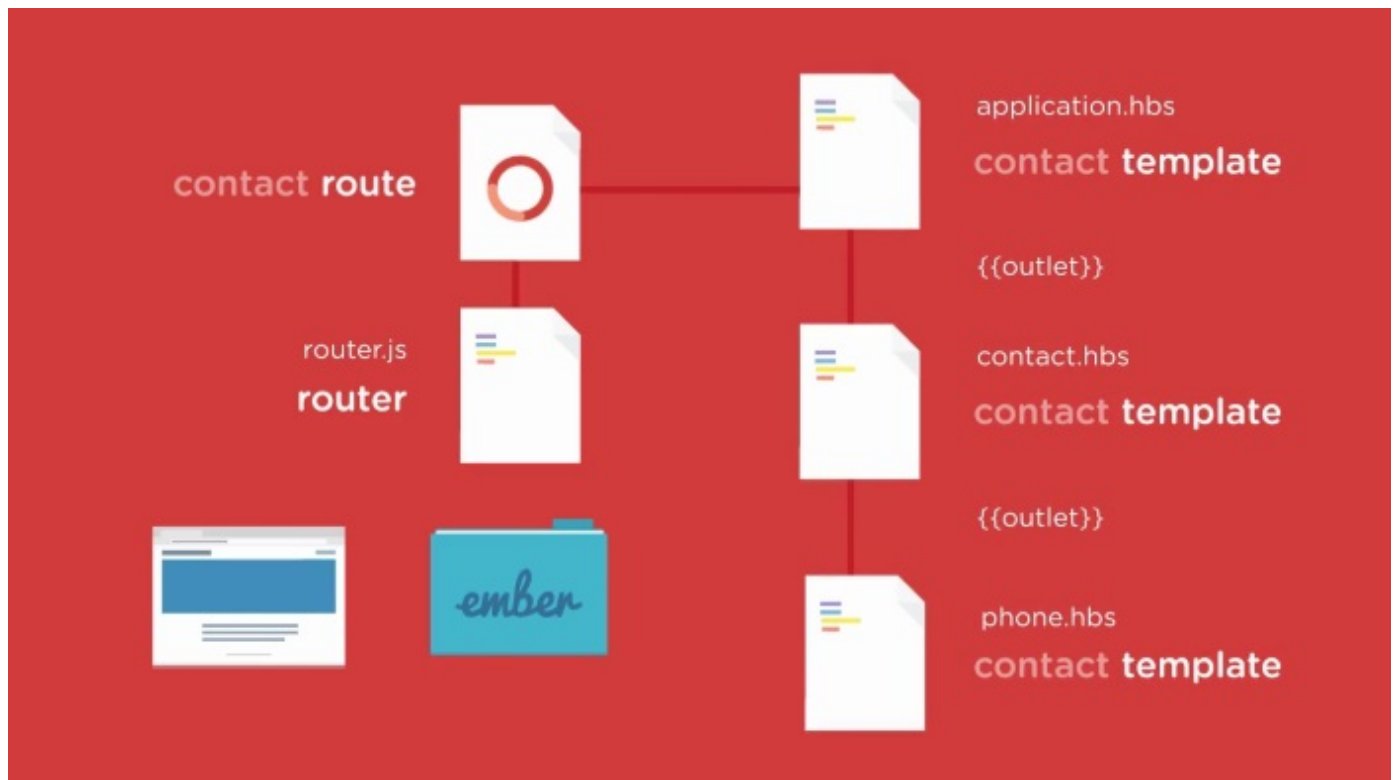 contact route
router.js
router
ember
application.hbs
contact template
{{outlet}}
contact.hbs
contact template
{{outlet}}
phone.hbs
contact template